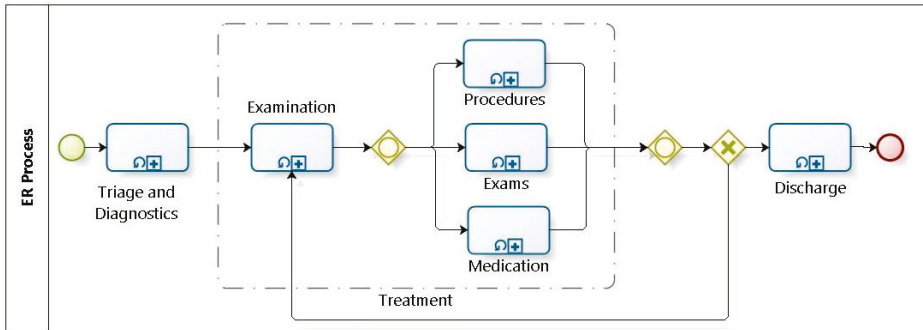 ER Process
Examination
Procedures
Triage and
Diagnostics
Exams
Discharge
Medication
Treatment